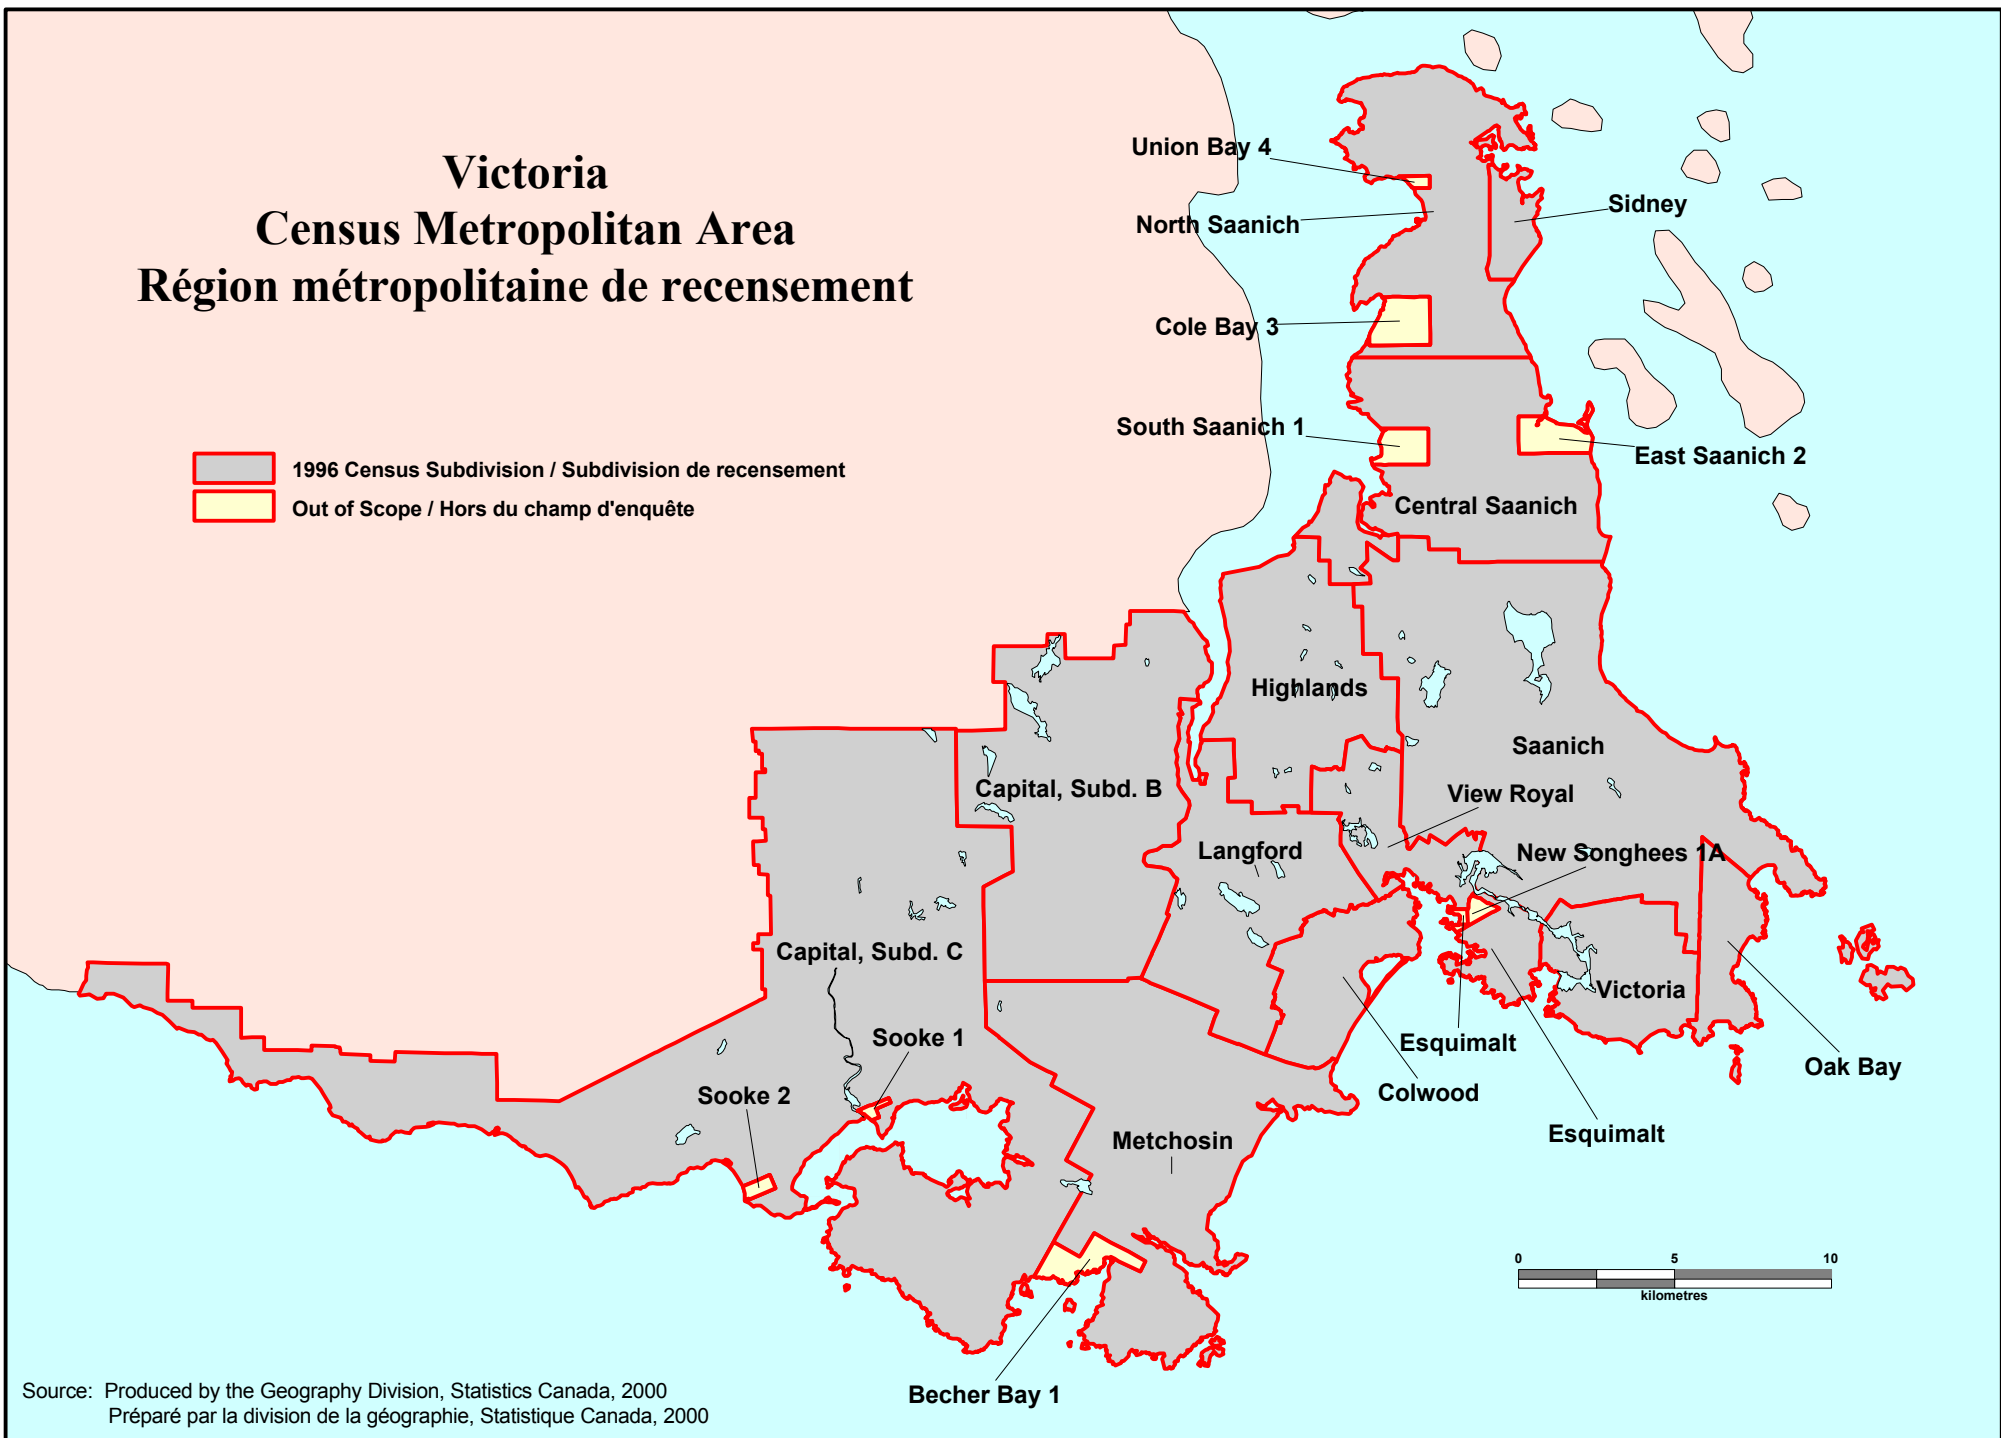 Victoria
Census Metropolitan Area
Région métropolitaine de recensement
1996 Census Subdivision / Subdivision de recensement
Out of Scope / Hors du champ d'enquête
Union Bay 4
Sidney
North Saanich
Cole Bay 3
South Saanich 1
East Saanich 2
Central Saanich
Highlands
Saanich
Capital, Subd. B
View Royal
Langford
New Songhees 1A
Capital, Subd. C
Victoria
Sooke 1
Esquimalt
Oak Bay
Sooke 2
Colwood
Metchosin
Esquimalt
0 5 10
kilometres
Becher Bay 1
Source: Produced by the Geography Division, Statistics Canada, 2000
Préparé par la division de la géographie, Statistique Canada, 2000